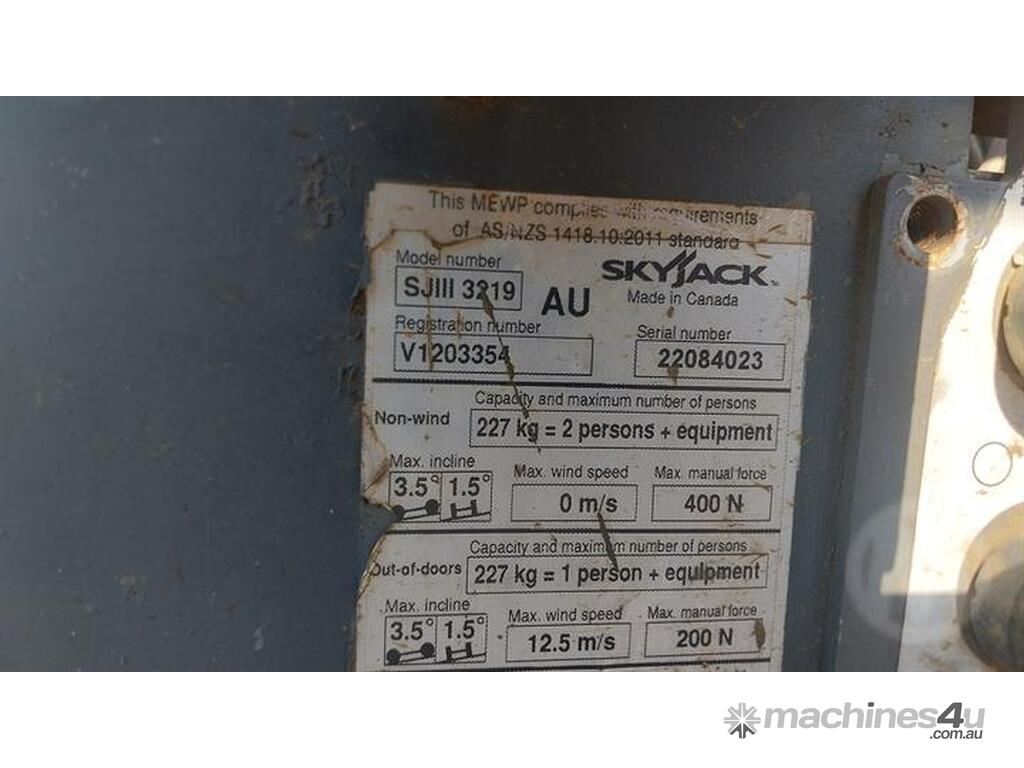 This MEWP complies with requirements
of AS/NZS 1418.10:2011 standard
Model number
SJIII 3219
AU
SKYJACK
Made in Canada
Registration number
V1203354
Serial number
22084023
Non-wind
Capacity and maximum number of persons
227 kg = 2 persons + equipment
Max. incline
3.5° 1.5°
Max. wind speed
0 m/s
Max. manual force
400 N
Out-of-doors
Capacity and maximum number of persons
227 kg = 1 person + equipment
Max. incline
3.5° 1.5°
Max. wind speed
12.5 m/s
Max. manual force
200 N
machines4u
.com.au